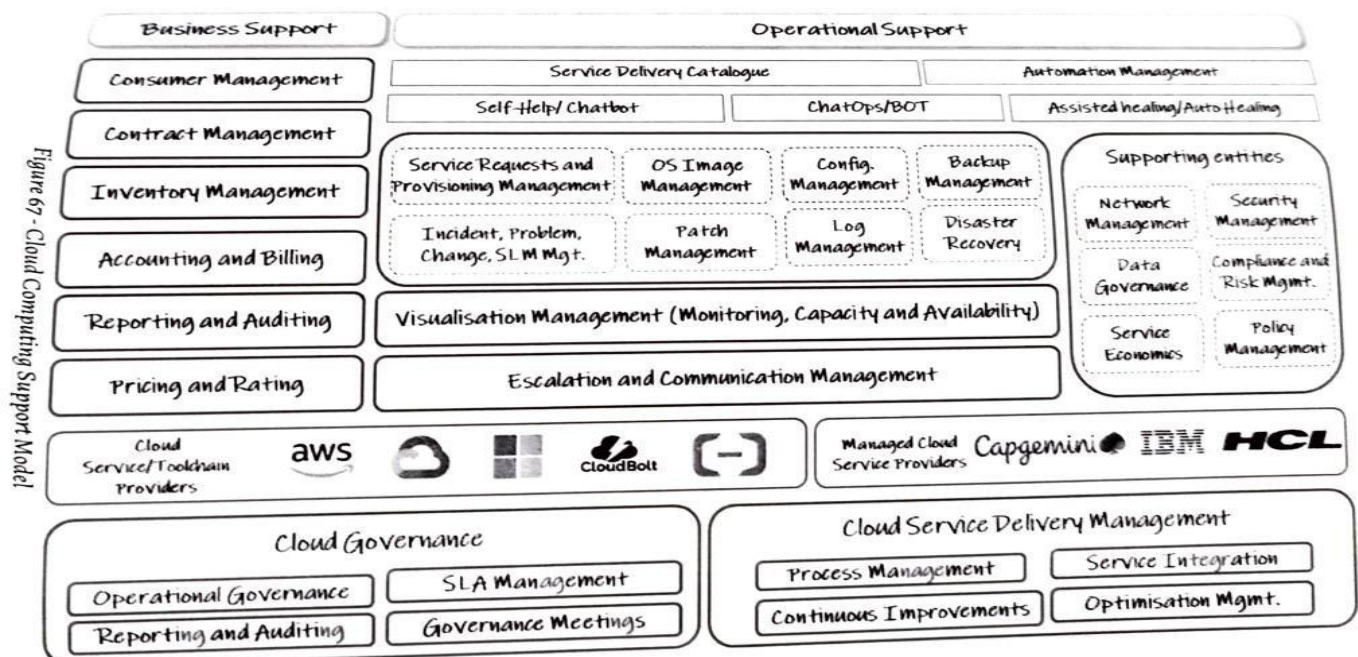 Business Support
Operational Support
Consumer Management
Contract Management
Inventory Management
Accounting and Billing
Reporting and Auditing
Pricing and Rating
Service Delivery Catalogue
Automation Management
Self-Help/Chatbot
ChatOps/BOT
Assisted healing/Auto Healing
Service Requests and
Provisioning Management
OS Image
Management
Config.
Management
Backup
Management
Incident, Problem,
Change, SLM Mgt.
Patch
Management
Log
Management
Disaster
Recovery
Visualisation Management (Monitoring, Capacity and Availability)
Escalation and Communication Management
Supporting entities
Network
Management
Security
Management
Data
Governance
Compliance and
Risk Mgmt.
Service
Economics
Policy
Management
Cloud
Service/Toolchain
Providers
aws
CloudBolt
Managed Cloud
Service Providers
Capgemini
IBM
HCL
Cloud Governance
Operational Governance
SLA Management
Reporting and Auditing
Governance Meetings
Cloud Service Delivery Management
Process Management
Service Integration
Continuous Improvements
Optimisation Mgmt.
Figure 67 - Cloud Computing Support Model